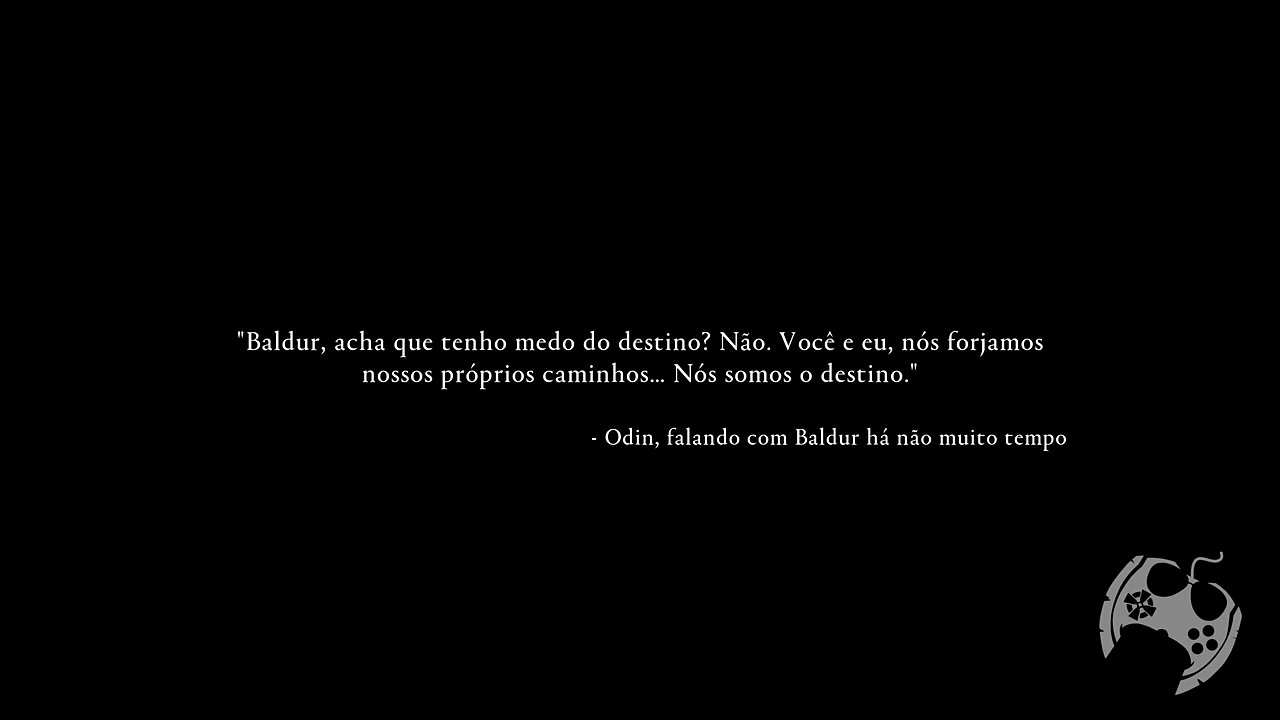 "Baldur, acha que tenho medo do destino? Não. Você e eu, nós forjamos
nossos próprios caminhos... Nós somos o destino."
- Odin, falando com Baldur há não muito tempo